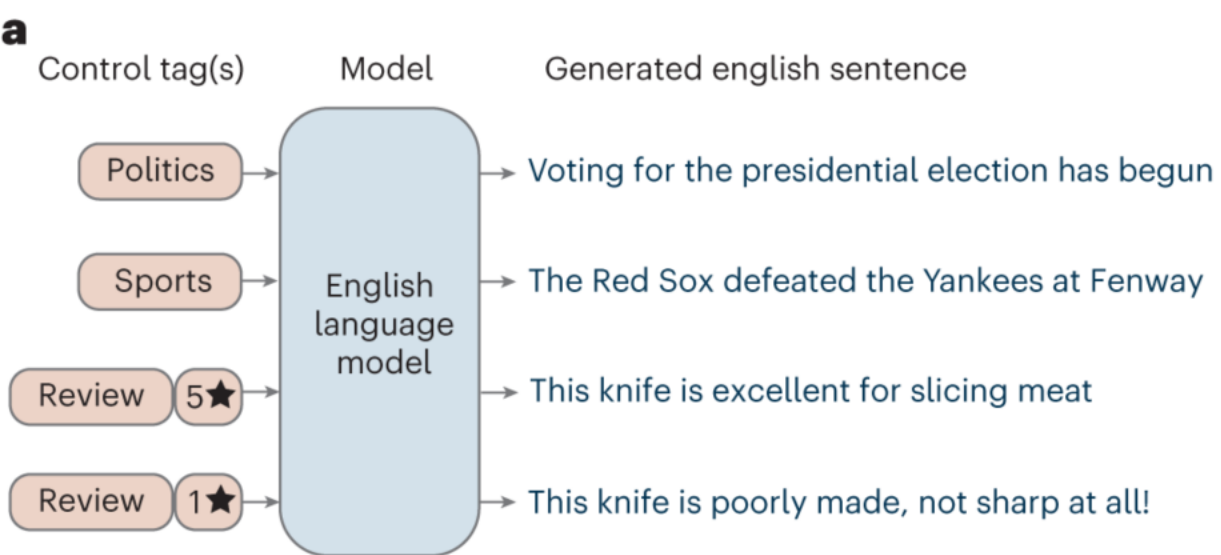 a
Control tag(s) Model Generated english sentence
Politics Voting for the presidential election has begun
Sports The Red Sox defeated the Yankees at Fenway
English
language
model
Review 5★ This knife is excellent for slicing meat
Review 1★ This knife is poorly made, not sharp at all!